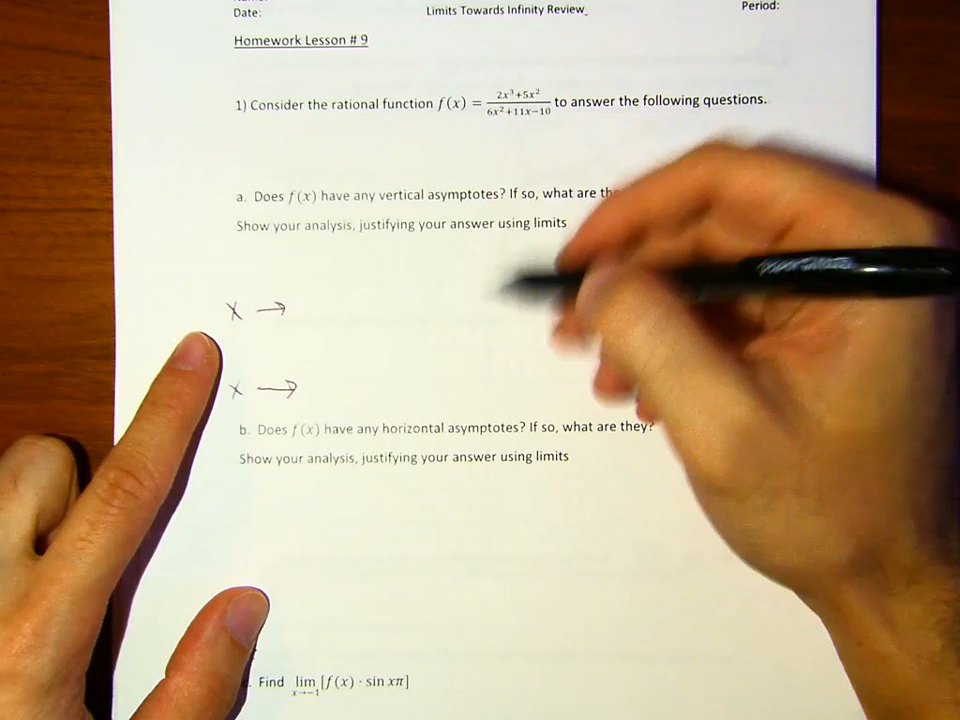 Date:
Limits Towards Infinity Review
Period:
Homework Lesson # 9
1) Consider the rational function f(x) = (2x³+5x²)/(6x²+11x−10) to answer the following questions.
a. Does f(x) have any vertical asymptotes? If so, what are
Show your analysis, justifying your answer using limits
X →
x →
b. Does f(x) have any horizontal asymptotes? If so, what are they?
Show your analysis, justifying your answer using limits
Find lim x→−1 [f(x) · sin xπ]